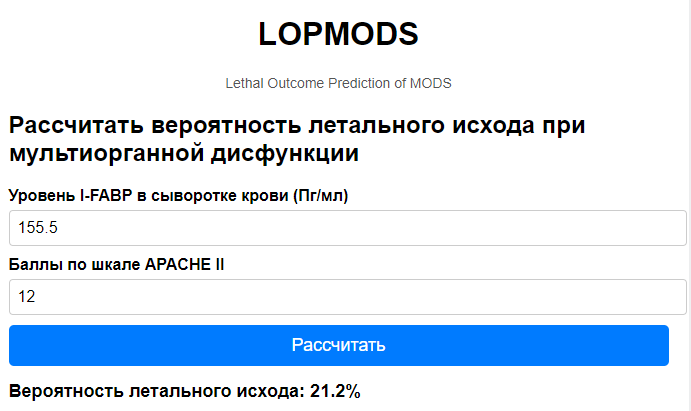 LOPMODS
Lethal Outcome Prediction of MODS
Рассчитать вероятность летального исхода при
мультиорганной дисфункции
Уровень I-FABP в сыворотке крови (Пг/мл)
155.5
Баллы по шкале APACHE II
12
Рассчитать
Вероятность летального исхода: 21.2%